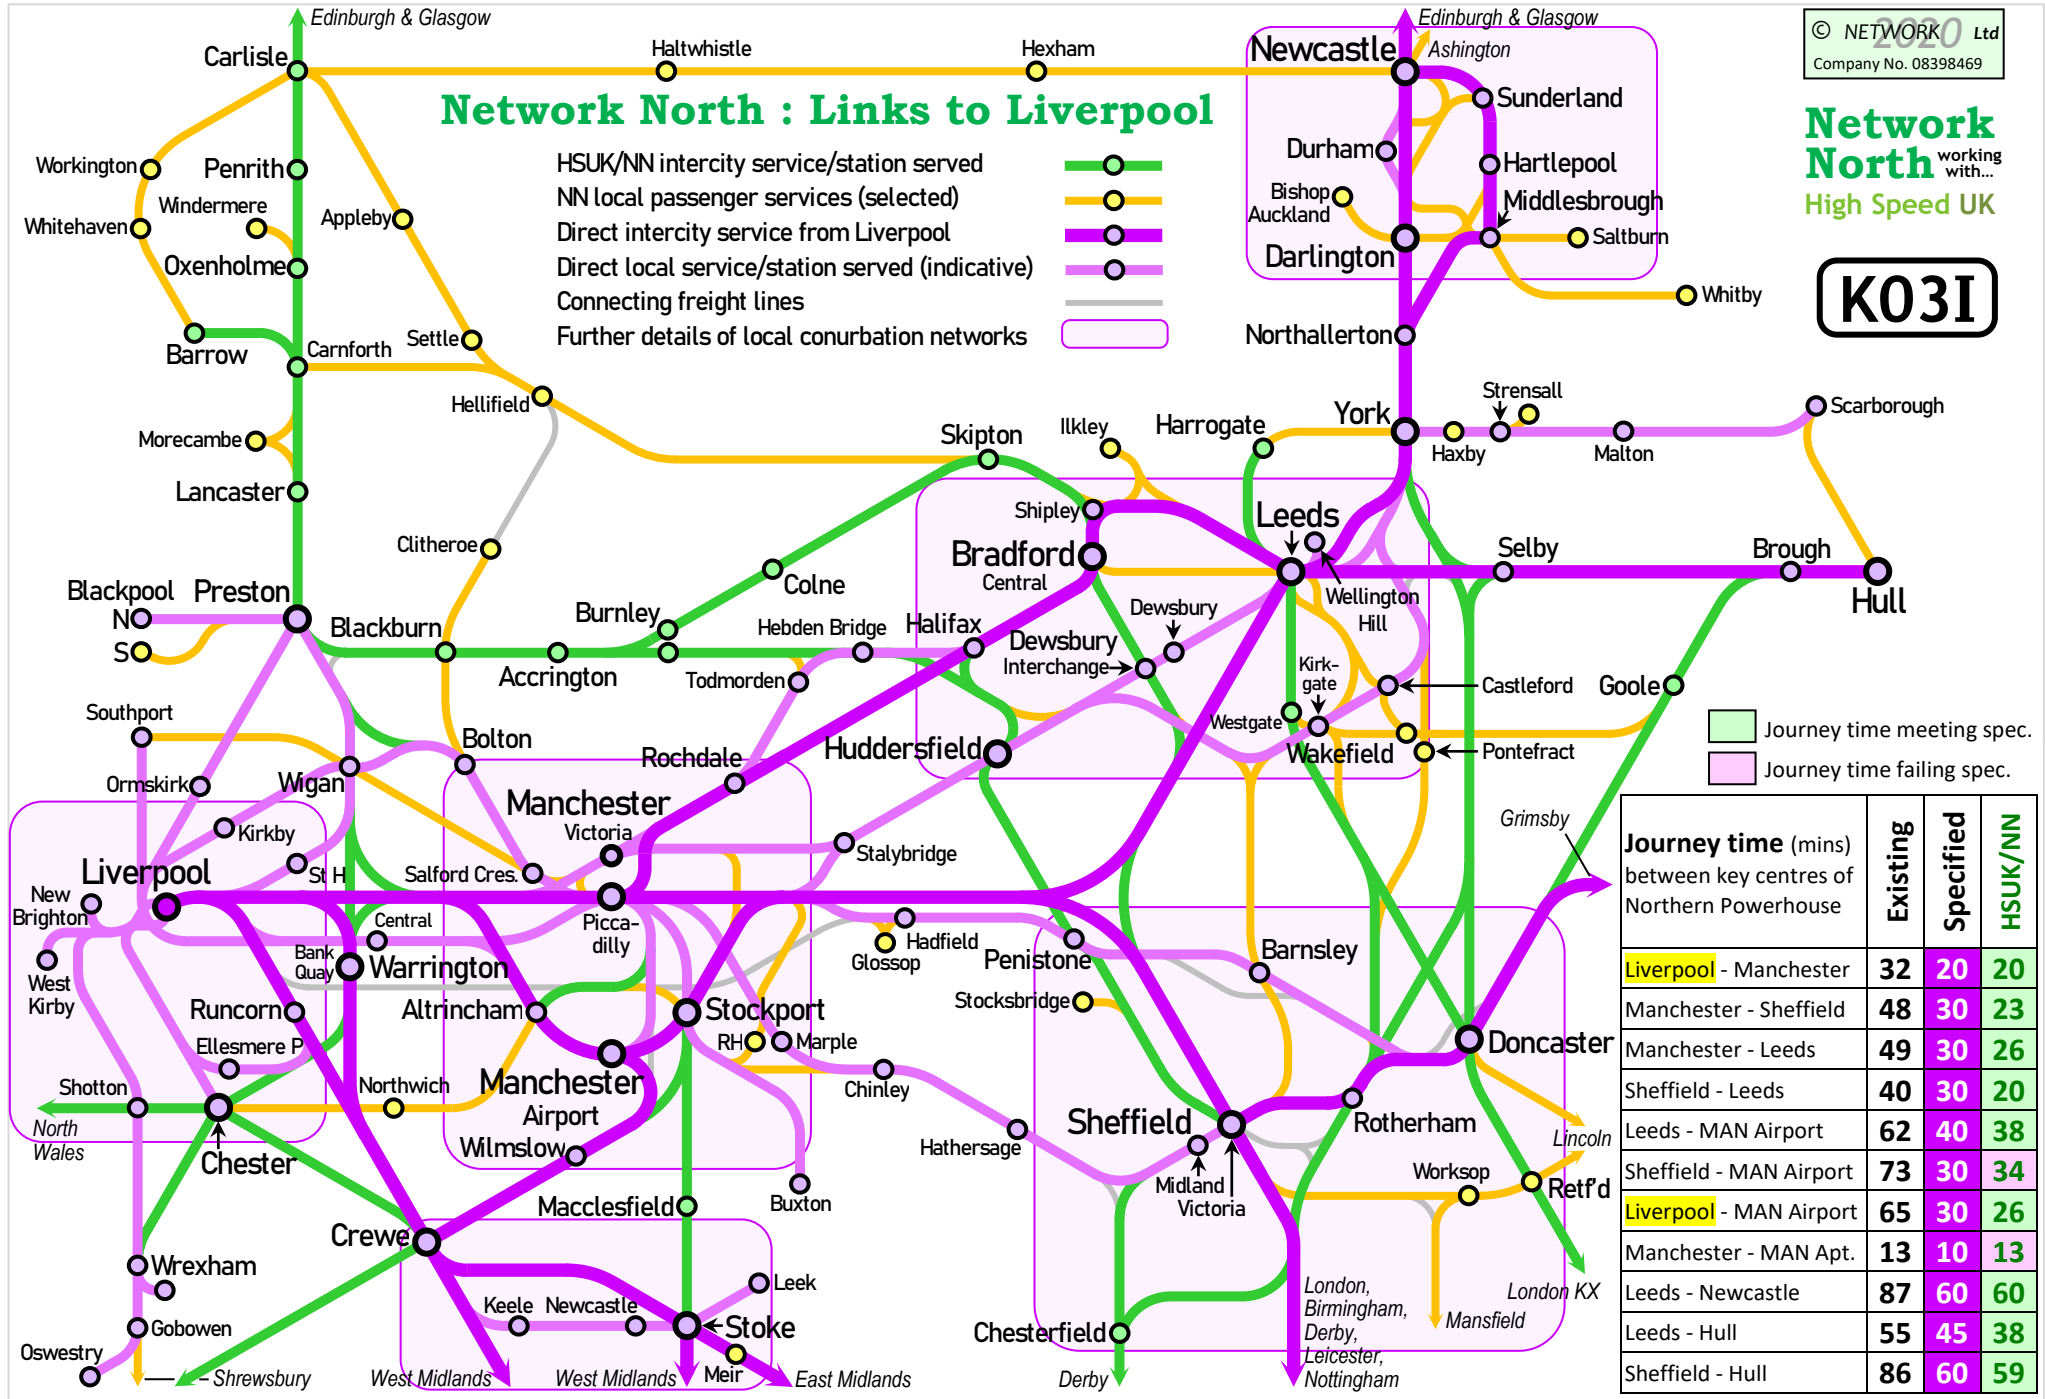 Edinburgh & Glasgow
Edinburgh & Glasgow
Ashington
© NETWORK 2020 Ltd
Company No. 08398469
Carlisle
Haltwhistle
Hexham
Newcastle
Network North : Links to Liverpool
Sunderland
Network
North working
with...
High Speed UK
HSUK/NN intercity service/station served
NN local passenger services (selected)
Direct intercity service from Liverpool
Direct local service/station served (indicative)
Connecting freight lines
Further details of local conurbation networks
Workington
Penrith
Windermere
Whitehaven
Appleby
Oxenholme
Durham
Hartlepool
Bishop
Auckland
Middlesbrough
Saltburn
Darlington
Whitby
K03I
Barrow
Carnforth
Settle
Northallerton
Hellifield
Morecambe
Lancaster
Skipton
Ilkley
Harrogate
York
Strensall
Haxby
Malton
Scarborough
Clitheroe
Shipley
Leeds
Bradford
Central
Selby
Brough
Hull
Colne
Blackpool
N
S
Preston
Blackburn
Burnley
Accrington
Hebden Bridge
Halifax
Todmorden
Dewsbury
Dewsbury
Interchange
Wellington
Hill
Kirk-
gate
Castleford
Goole
Westgate
Wakefield
Pontefract
Southport
Ormskirk
Wigan
Bolton
Rochdale
Huddersfield
Journey time meeting spec.
Journey time failing spec.
Manchester
Victoria
Kirkby
Liverpool
St H
Salford Cres.
Stalybridge
Grimsby
New
Brighton
Central
Picca-
dilly
Bank
Quay
Warrington
Hadfield
Glossop
Penistone
Barnsley
West
Kirby
Runcorn
Altrincham
Stockport
Stocksbridge
RH
Marple
Doncaster
Ellesmere P
Shotton
Northwich
Manchester
Airport
Chinley
Wilmslow
Sheffield
Rotherham
Hathersage
North
Wales
Chester
Lincoln
Midland
Victoria
Worksop
Retf'd
Buxton
Macclesfield
Crewe
Wrexham
Leek
Keele
Newcastle
Stoke
Meir
Gobowen
Oswestry
Shrewsbury
West Midlands
West Midlands
East Midlands
Chesterfield
Derby
London,
Birmingham,
Derby,
Leicester,
Nottingham
Mansfield
London KX
Journey time (mins)
between key centres of
Northern Powerhouse
Existing
Specified
HSUK/NN
Liverpool - Manchester 32 20 20
Manchester - Sheffield 48 30 23
Manchester - Leeds 49 30 26
Sheffield - Leeds 40 30 20
Leeds - MAN Airport 62 40 38
Sheffield - MAN Airport 73 30 34
Liverpool - MAN Airport 65 30 26
Manchester - MAN Apt. 13 10 13
Leeds - Newcastle 87 60 60
Leeds - Hull 55 45 38
Sheffield - Hull 86 60 59